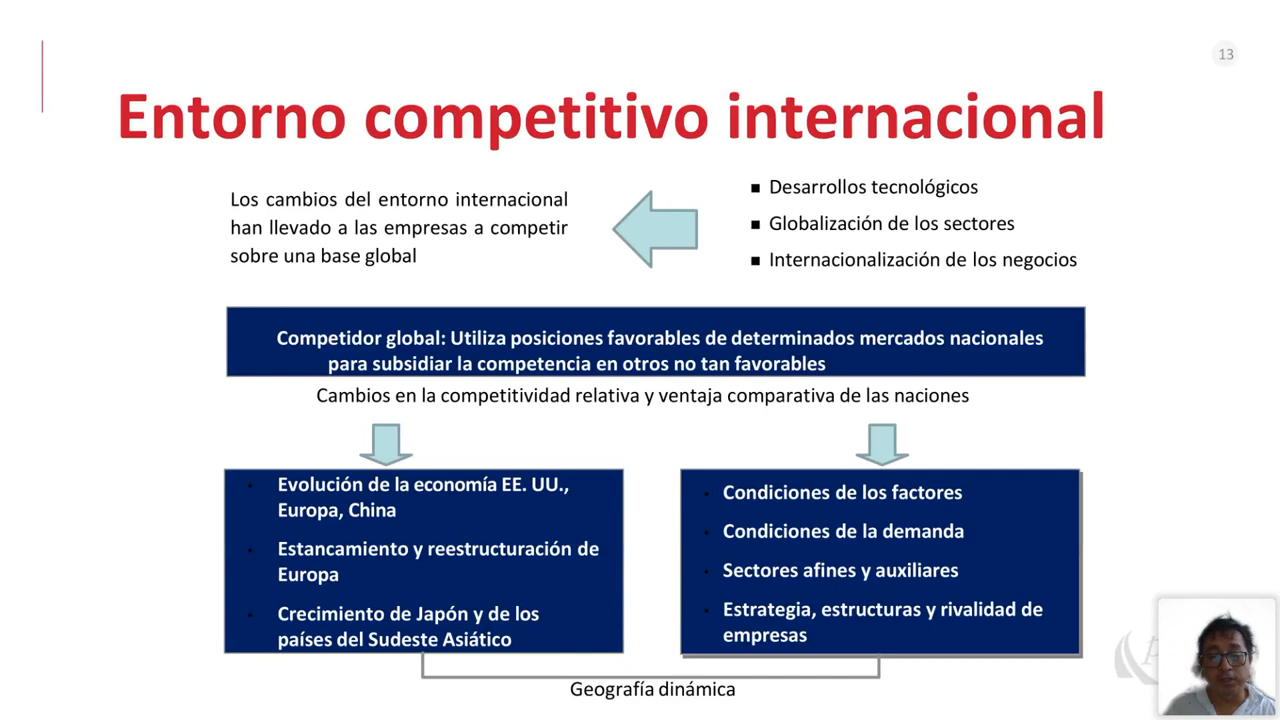 13
Entorno competitivo internacional
Los cambios del entorno internacional
han llevado a las empresas a competir
sobre una base global
Desarrollos tecnológicos
Globalización de los sectores
Internacionalización de los negocios
Competidor global: Utiliza posiciones favorables de determinados mercados nacionales
para subsidiar la competencia en otros no tan favorables
Cambios en la competitividad relativa y ventaja comparativa de las naciones
Evolución de la economía EE. UU.,
Europa, China
Estancamiento y reestructuración de
Europa
Crecimiento de Japón y de los
países del Sudeste Asiático
Condiciones de los factores
Condiciones de la demanda
Sectores afines y auxiliares
Estrategia, estructuras y rivalidad de
empresas
Geografía dinámica